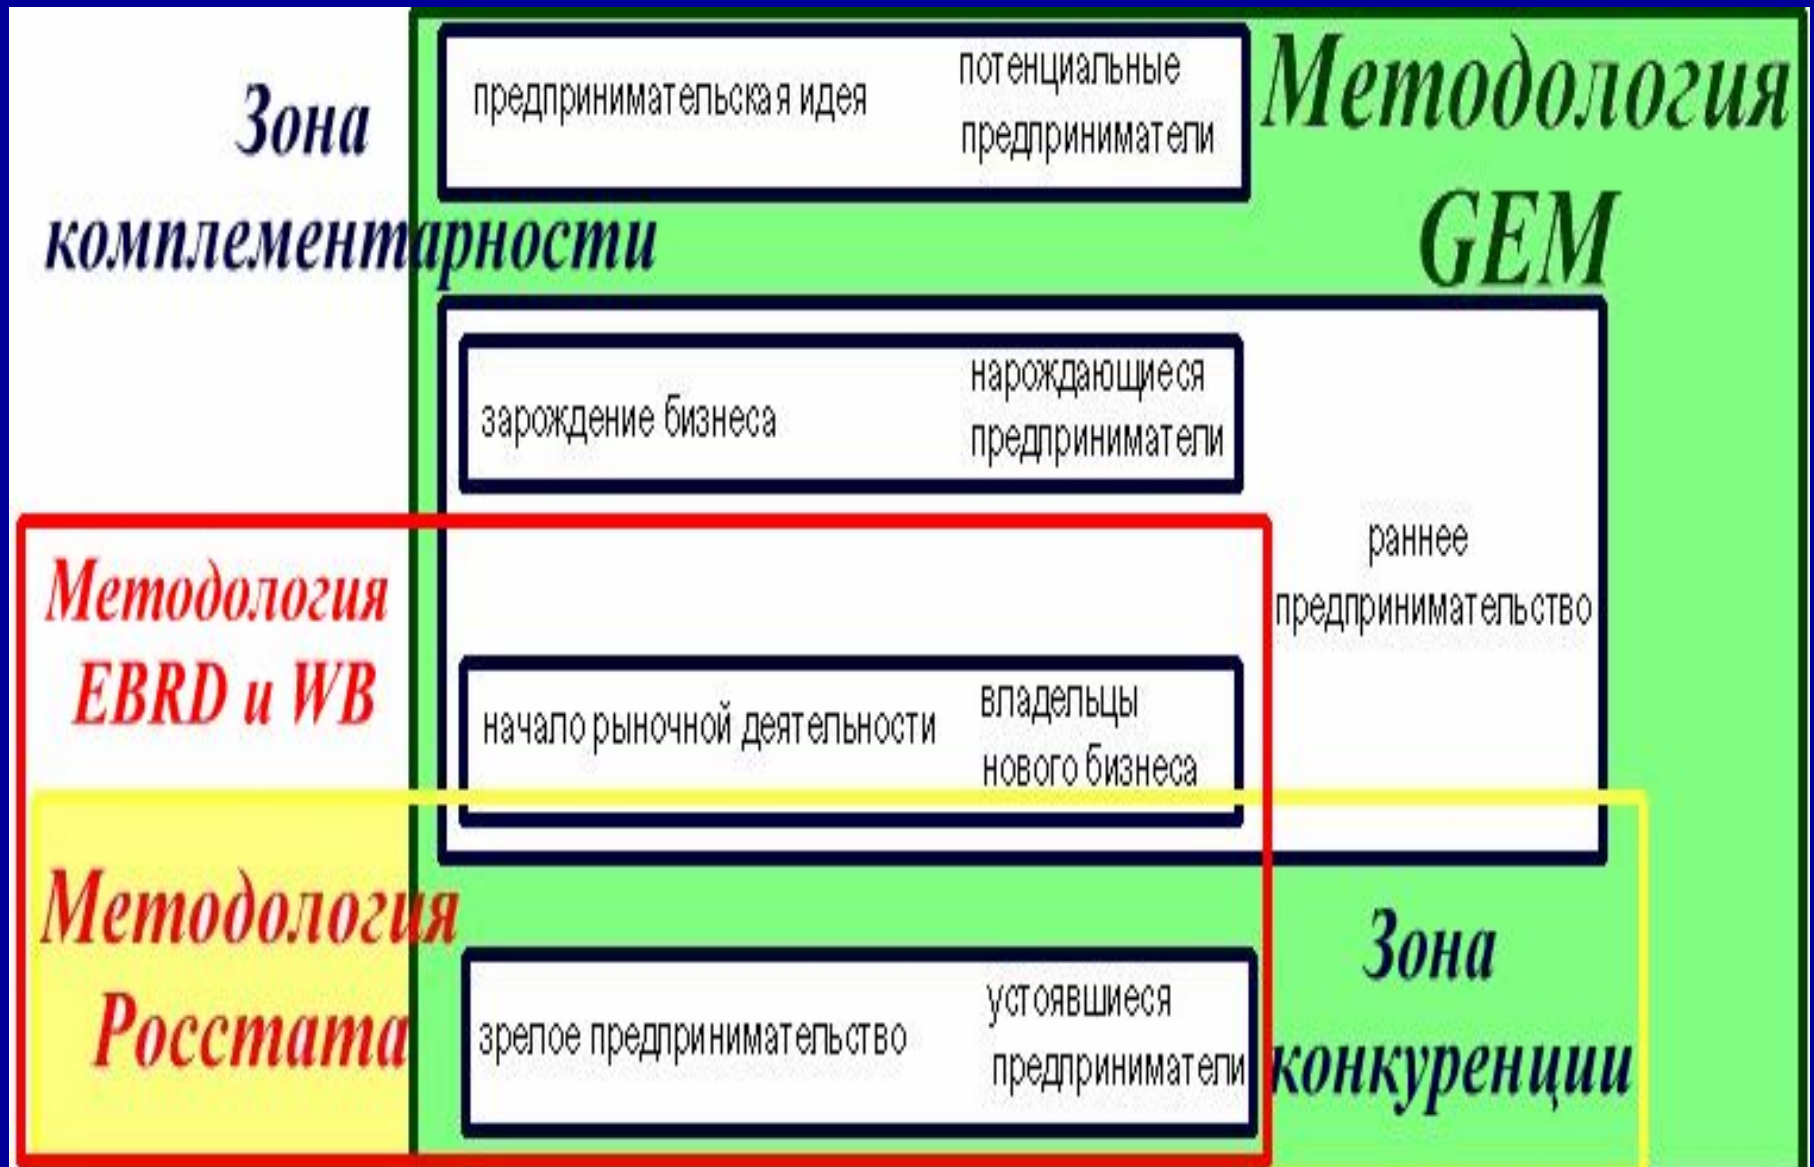 Зона
комплементарности
предпринимательская идея
потенциальные
предприниматели
Методология
GEM
зарождение бизнеса
нарождающиеся
предприниматели
раннее
предпринимательство
Методология
EBRD и WB
начало рыночной деятельности
владельцы
нового бизнеса
Методология
Росстата
зрелое предпринимательство
устоявшиеся
предприниматели
Зона
конкуренции